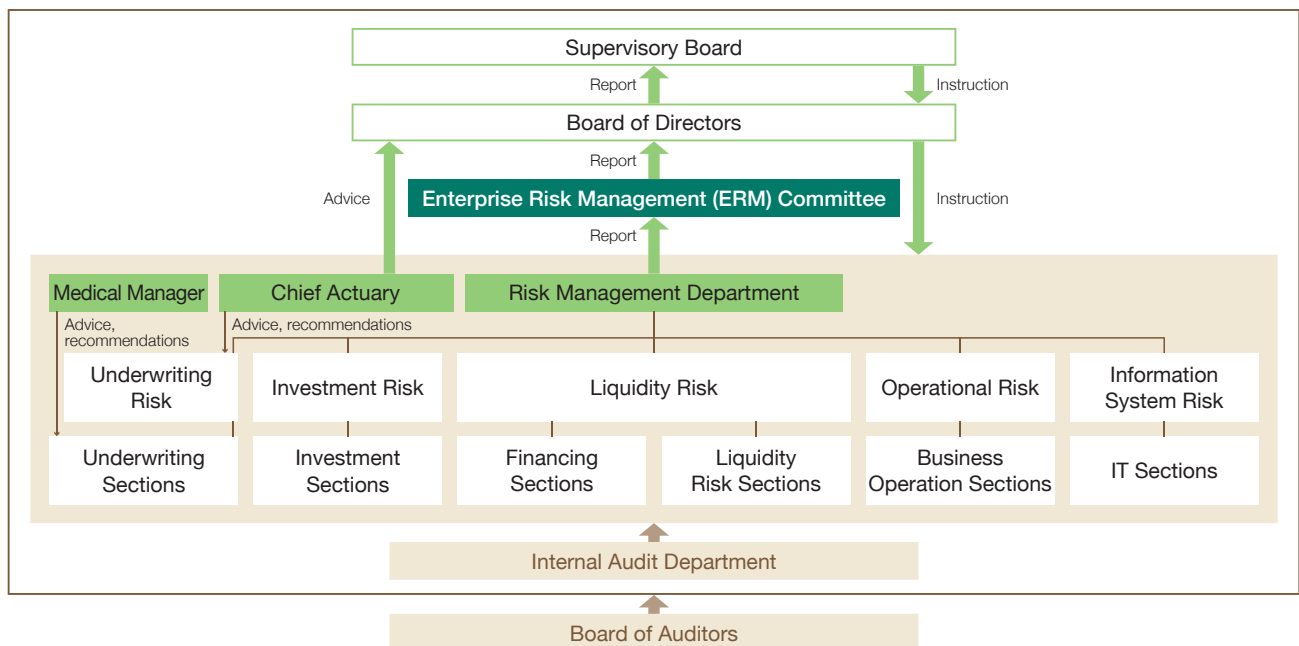 Supervisory Board
Report
Instruction
Board of Directors
Report
Advice
Enterprise Risk Management (ERM) Committee
Instruction
Report
Medical Manager
Chief Actuary
Risk Management Department
Advice,
recommendations
Advice, recommendations
Underwriting
Risk
Investment Risk
Liquidity Risk
Operational Risk
Information
System Risk
Underwriting
Sections
Investment
Sections
Financing
Sections
Liquidity
Risk Sections
Business
Operation Sections
IT Sections
Internal Audit Department
Board of Auditors